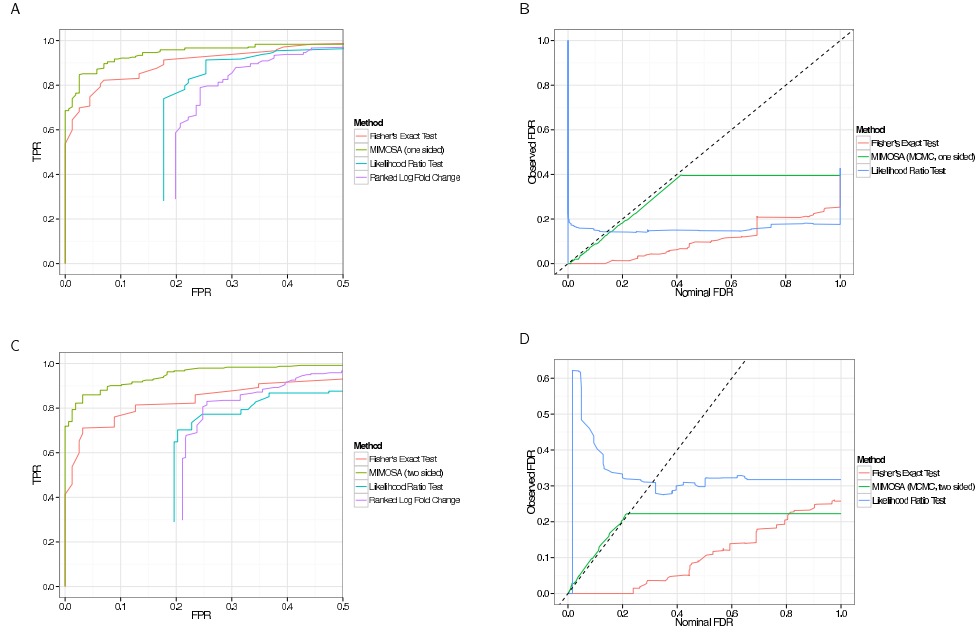 A
1.0
0.8
0.6
0.4
0.2
0.0
TPR
0.0 0.1 0.2 0.3 0.4 0.5
FPR
Method
Fisher's Exact Test
MIMOSA (one sided)
Likelihood Ratio Test
Ranked Log Fold Change
B
1.0
0.8
0.6
0.4
0.2
0.0
Observed FDR
0.0 0.2 0.4 0.6 0.8 1.0
Nominal FDR
Method
Fisher's Exact Test
MIMOSA (MCMC, one sided)
Likelihood Ratio Test
C
1.0
0.8
0.6
0.4
0.2
0.0
TPR
0.0 0.1 0.2 0.3 0.4 0.5
FPR
Method
Fisher's Exact Test
MIMOSA (two sided)
Likelihood Ratio Test
Ranked Log Fold Change
D
0.6
0.5
0.4
0.3
0.2
0.1
0.0
Observed FDR
0.0 0.2 0.4 0.6 0.8 1.0
Nominal FDR
Method
Fisher's Exact Test
MIMOSA (MCMC, two sided)
Likelihood Ratio Test